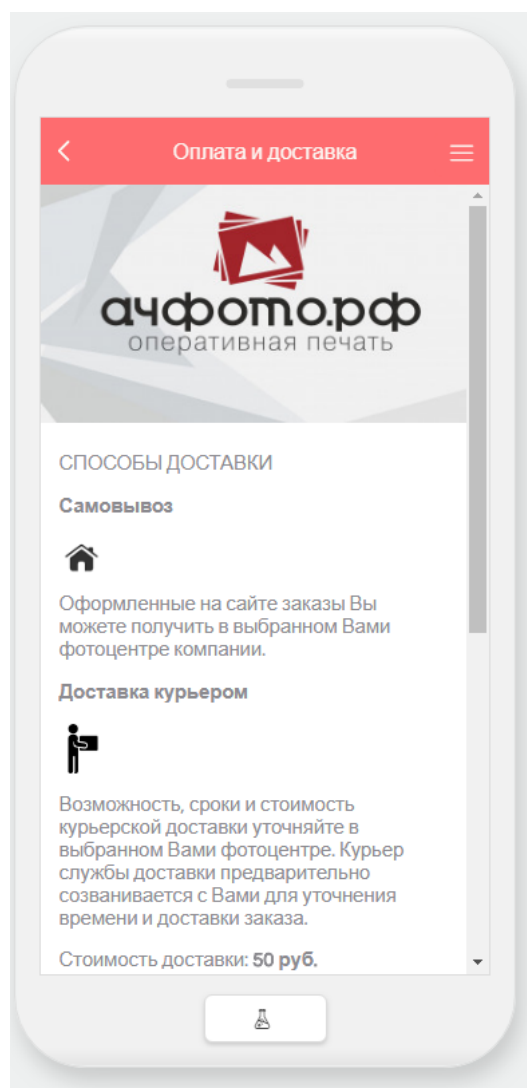 Оплата и доставка
ачфото.рф
оперативная печать
СПОСОБЫ ДОСТАВКИ
Самовывоз
Оформленные на сайте заказы Вы
можете получить в выбранном Вами
фотоцентре компании.
Доставка курьером
Возможность, сроки и стоимость
курьерской доставки уточняйте в
выбранном Вами фотоцентре. Курьер
службы доставки предварительно
созванивается с Вами для уточнения
времени и доставки заказа.
Стоимость доставки: 50 руб.